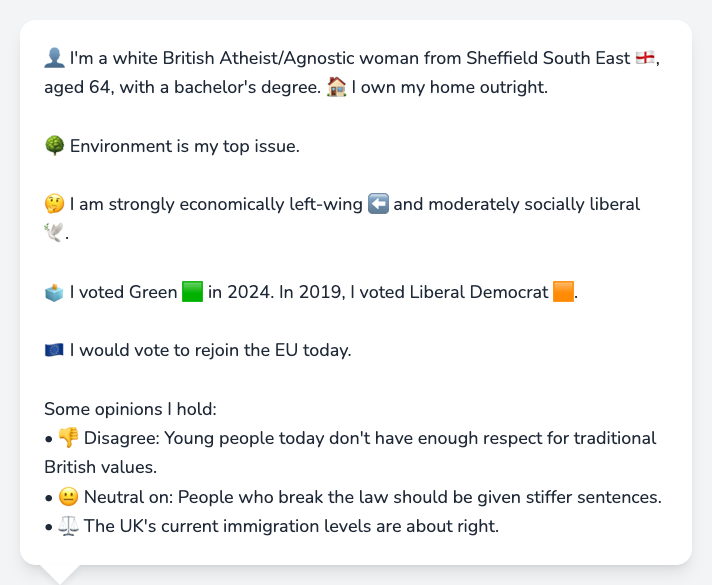 👤 I'm a white British Atheist/Agnostic woman from Sheffield South East 🏴󠁧󠁢󠁥󠁮󠁧󠁿,
aged 64, with a bachelor's degree. 🏠 I own my home outright.
🌳 Environment is my top issue.
🤔 I am strongly economically left-wing ⬅️ and moderately socially liberal
🕊️.
🗳️ I voted Green 🟩 in 2024. In 2019, I voted Liberal Democrat 🟧.
🇪🇺 I would vote to rejoin the EU today.
Some opinions I hold:
• 👎 Disagree: Young people today don't have enough respect for traditional
British values.
• 😐 Neutral on: People who break the law should be given stiffer sentences.
• ⚖️ The UK's current immigration levels are about right.